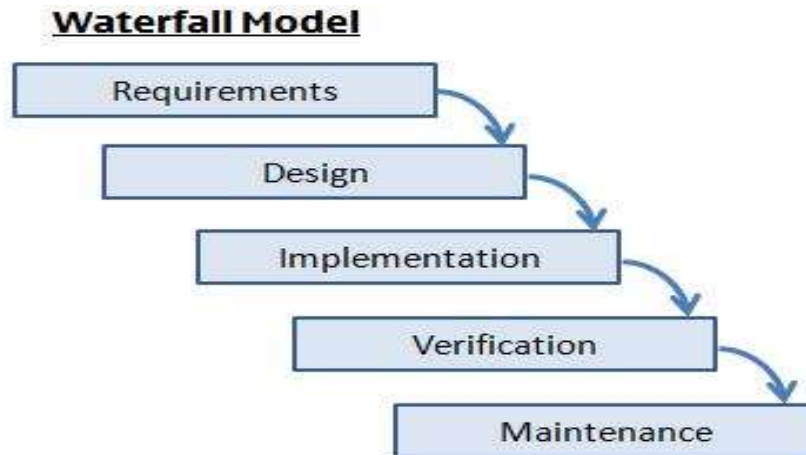 Waterfall Model
Requirements
Design
Implementation
Verification
Maintenance